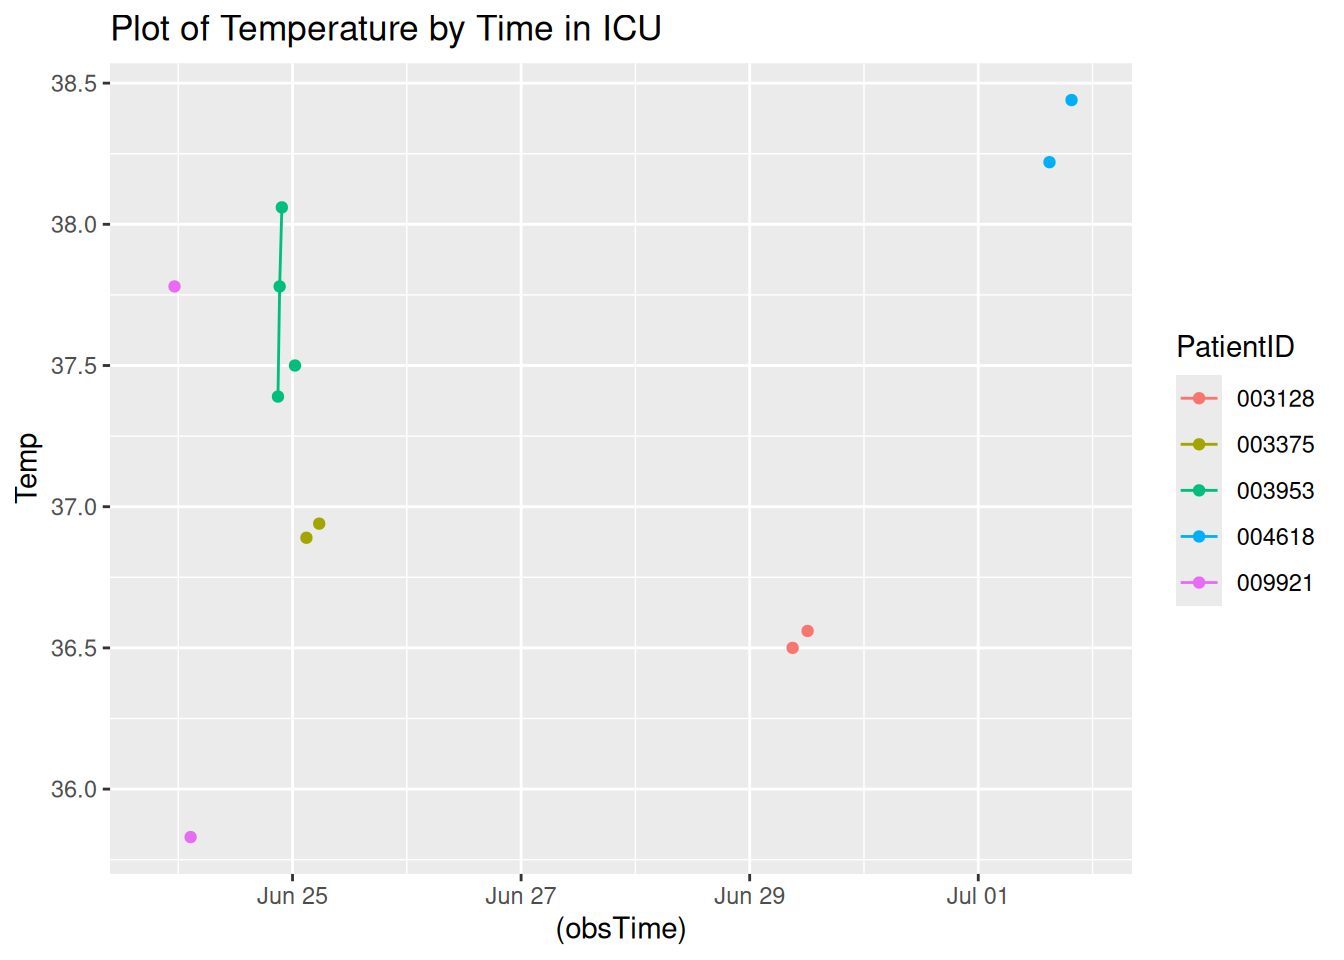 Plot of Temperature by Time in ICU
38.5
38.0
37.5
37.0
36.5
36.0
Temp
Jun 25
Jun 27
Jun 29
Jul 01
(obsTime)
PatientID
003128
003375
003953
004618
009921